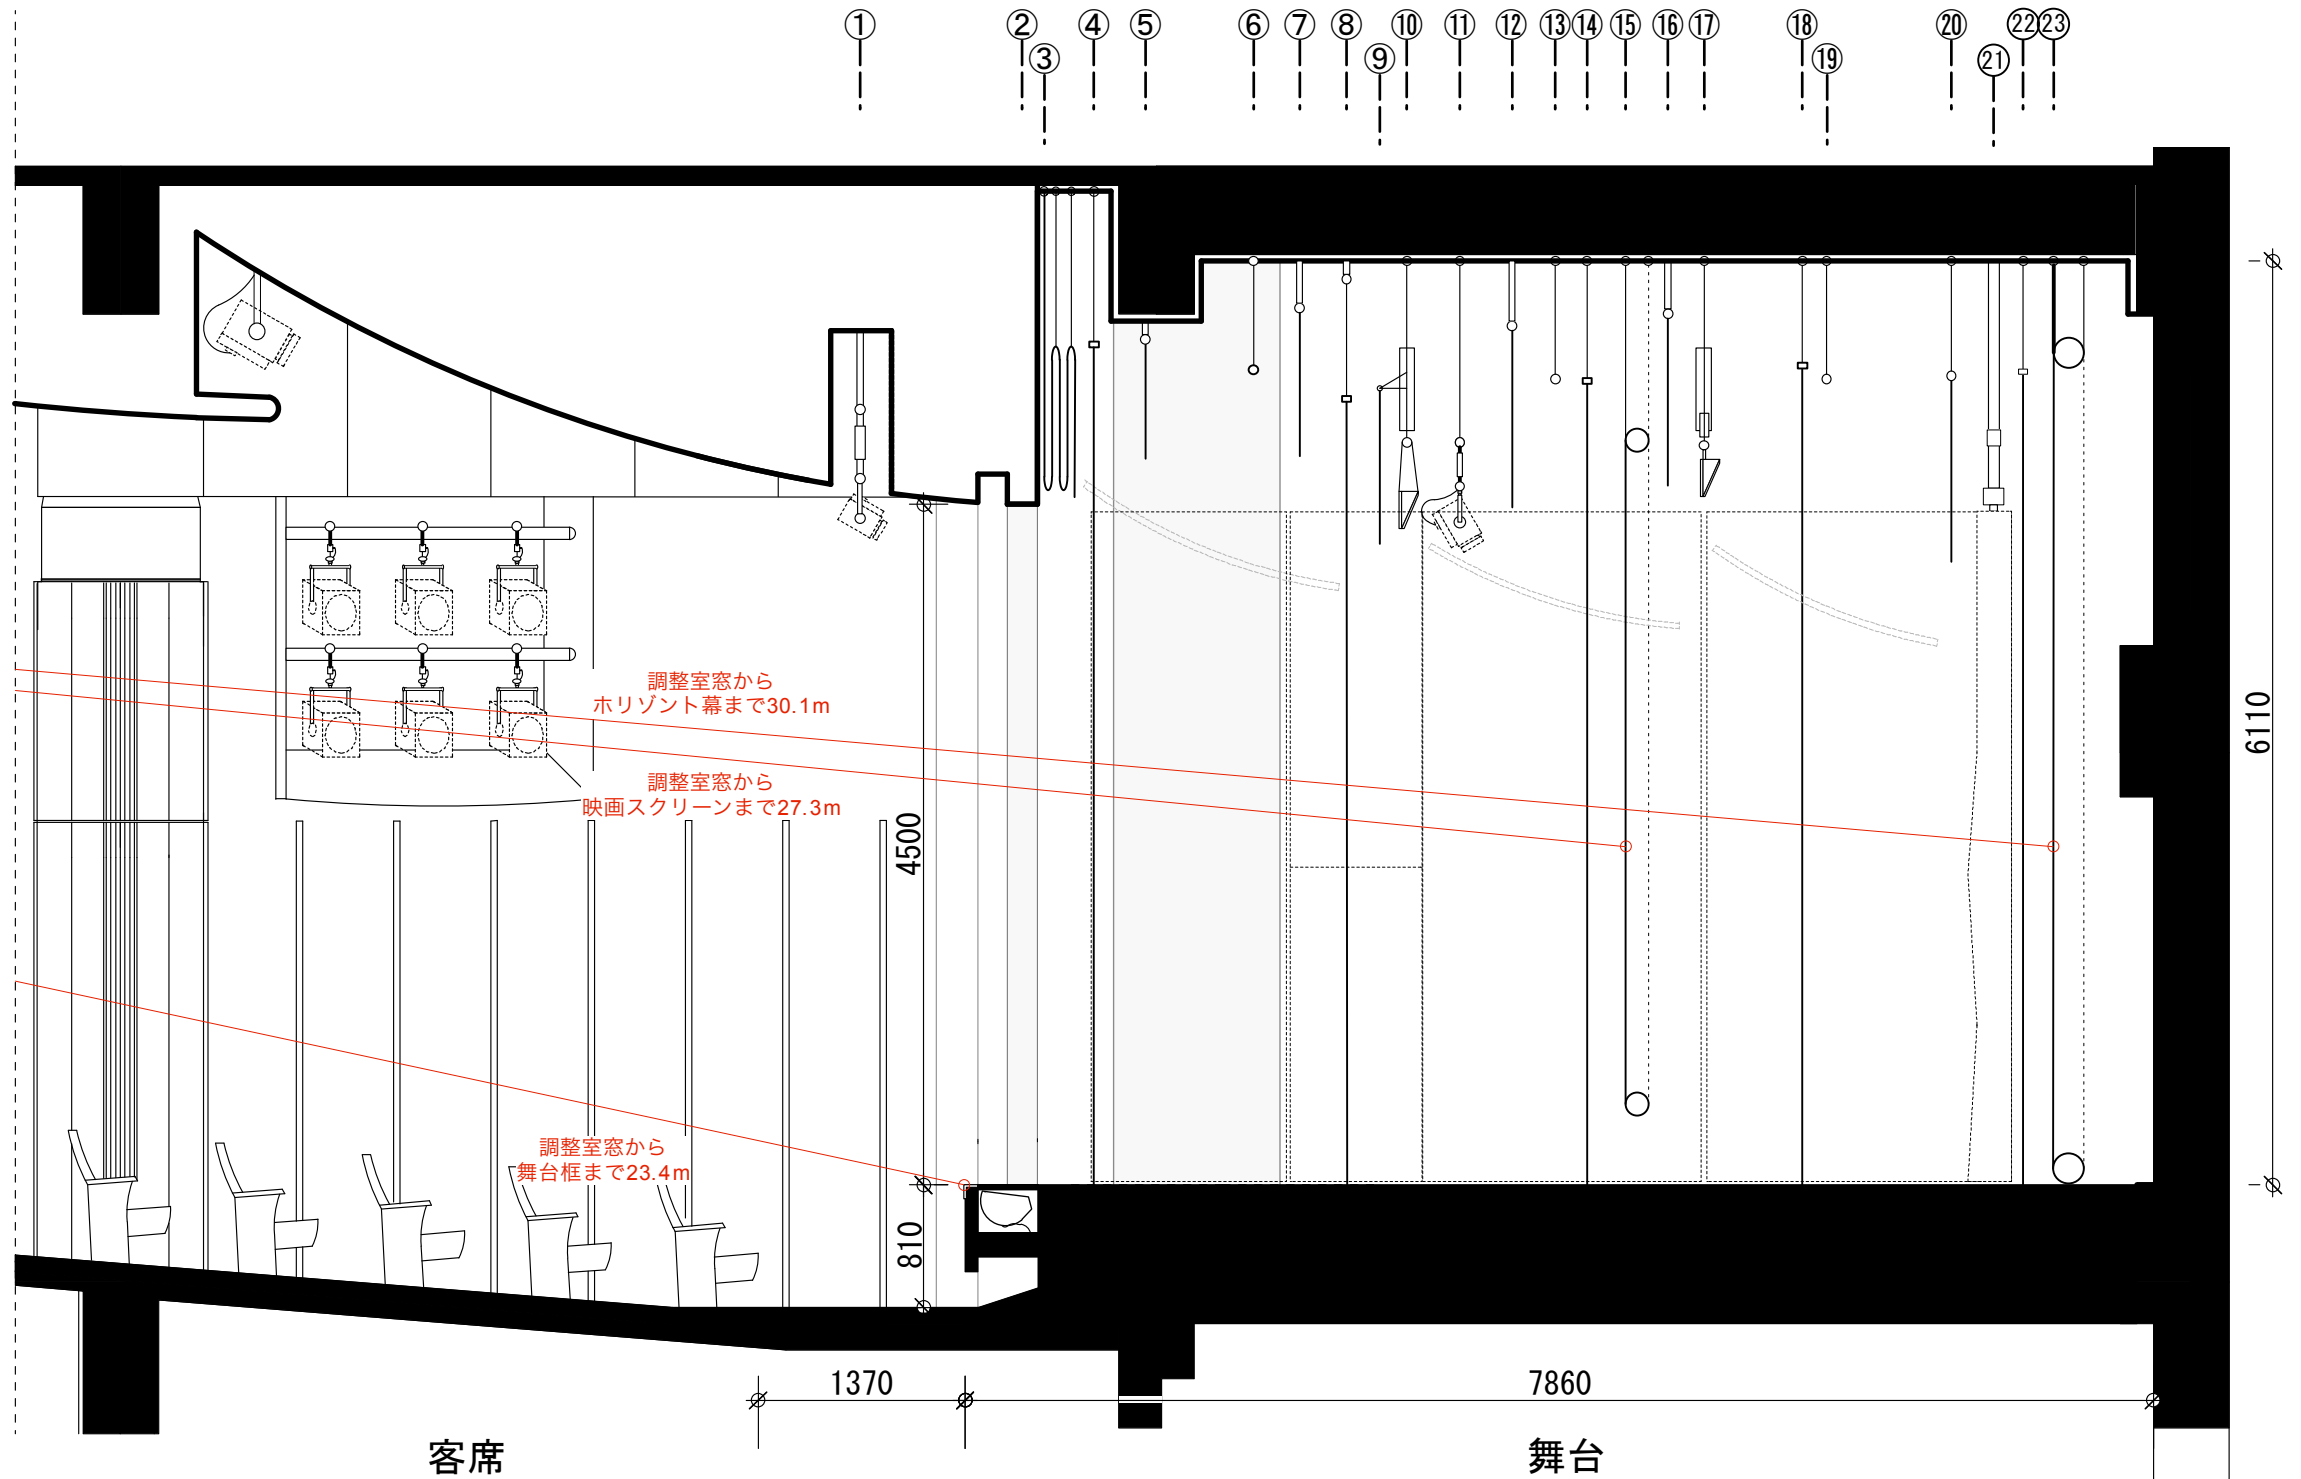 ① ② ④ ⑤ ⑥ ⑦ ⑧ ⑩ ⑪ ⑫ ⑬ ⑭ ⑮ ⑯ ⑰ ⑱ ⑳ ㉒ ㉓
③ ⑨ ⑲ ㉑
調整室窓から
ホリゾント幕まで30.1m
調整室窓から
映画スクリーンまで27.3m
6110
4500
調整室窓から
舞台框まで23.4m
810
1370
7860
客席
舞台